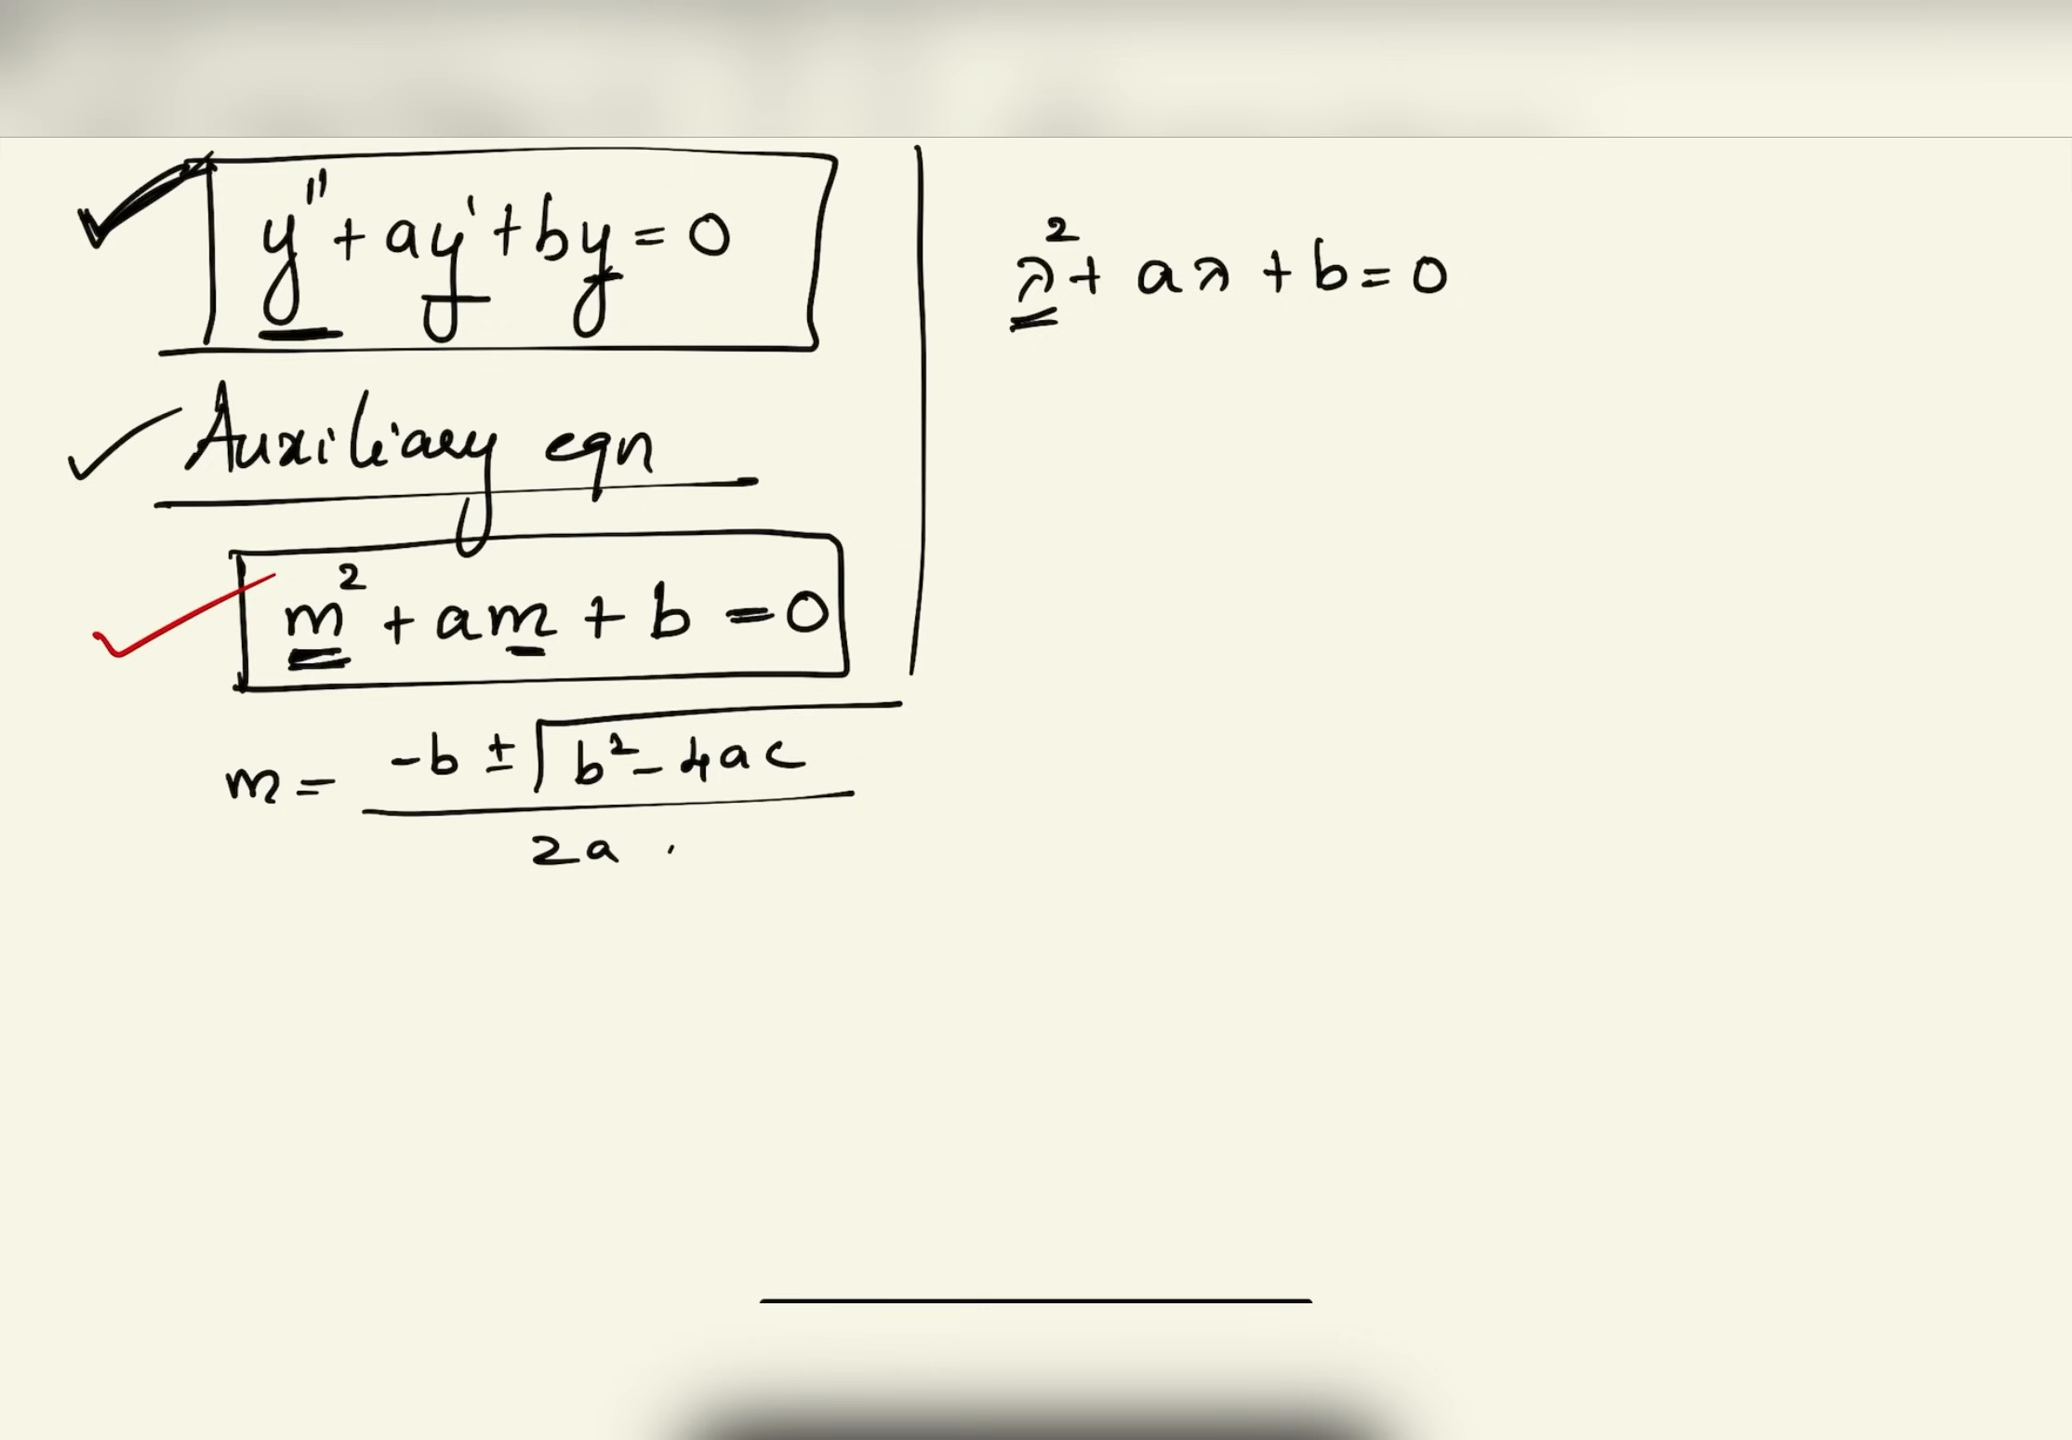 y'' + ay' + by = 0
Auxiliary eqn
m² + am + b = 0
m = -b ± √b² - 4ac / 2a
λ² + aλ + b = 0